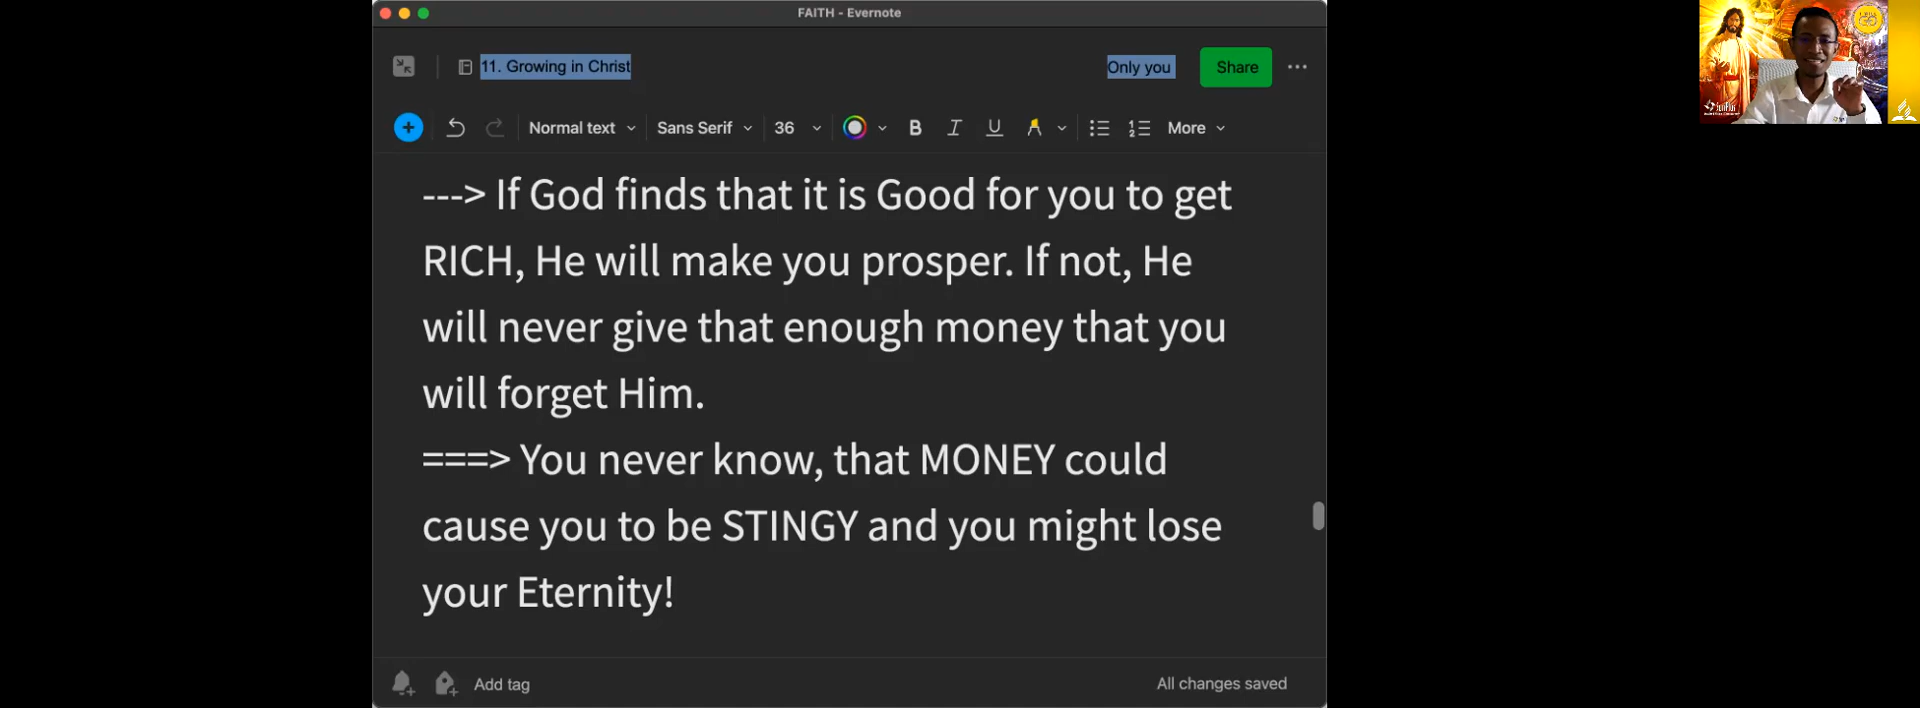 FAITH - Evernote
11. Growing in Christ
Only you
Share
Normal text
Sans Serif
36
B I U
More
---> If God finds that it is Good for you to get
RICH, He will make you prosper. If not, He
will never give that enough money that you
will forget Him.
===> You never know, that MONEY could
cause you to be STINGY and you might lose
your Eternity!
Add tag
All changes saved